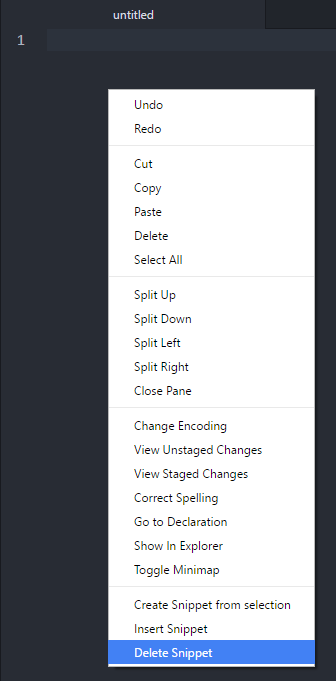 untitled
1
Undo
Redo
Cut
Copy
Paste
Delete
Select All
Split Up
Split Down
Split Left
Split Right
Close Pane
Change Encoding
View Unstaged Changes
View Staged Changes
Correct Spelling
Go to Declaration
Show In Explorer
Toggle Minimap
Create Snippet from selection
Insert Snippet
Delete Snippet